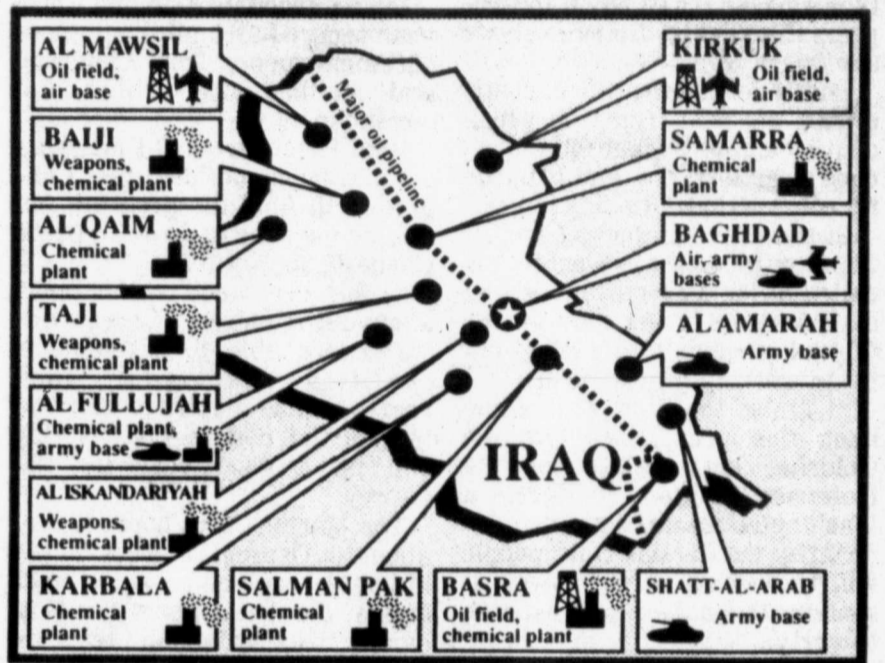 AL MAWSIL
Oil field,
air base
BAIJI
Weapons,
chemical plant
AL QAIM
Chemical
plant
TAJI
Weapons,
chemical plant
AL FULLUJAH
Chemical plant,
army base
AL ISKANDARIYAH
Weapons,
chemical plant
KARBALA
Chemical
plant
SALMAN PAK
Chemical
plant
BASRA
Oil field,
chemical plant
SHATT-AL-ARAB
Army base
KIRKUK
Oil field,
air base
SAMARRA
Chemical
plant
BAGHDAD
Air-army
bases
AL AMARAH
Army base
Major oil pipeline
IRAQ